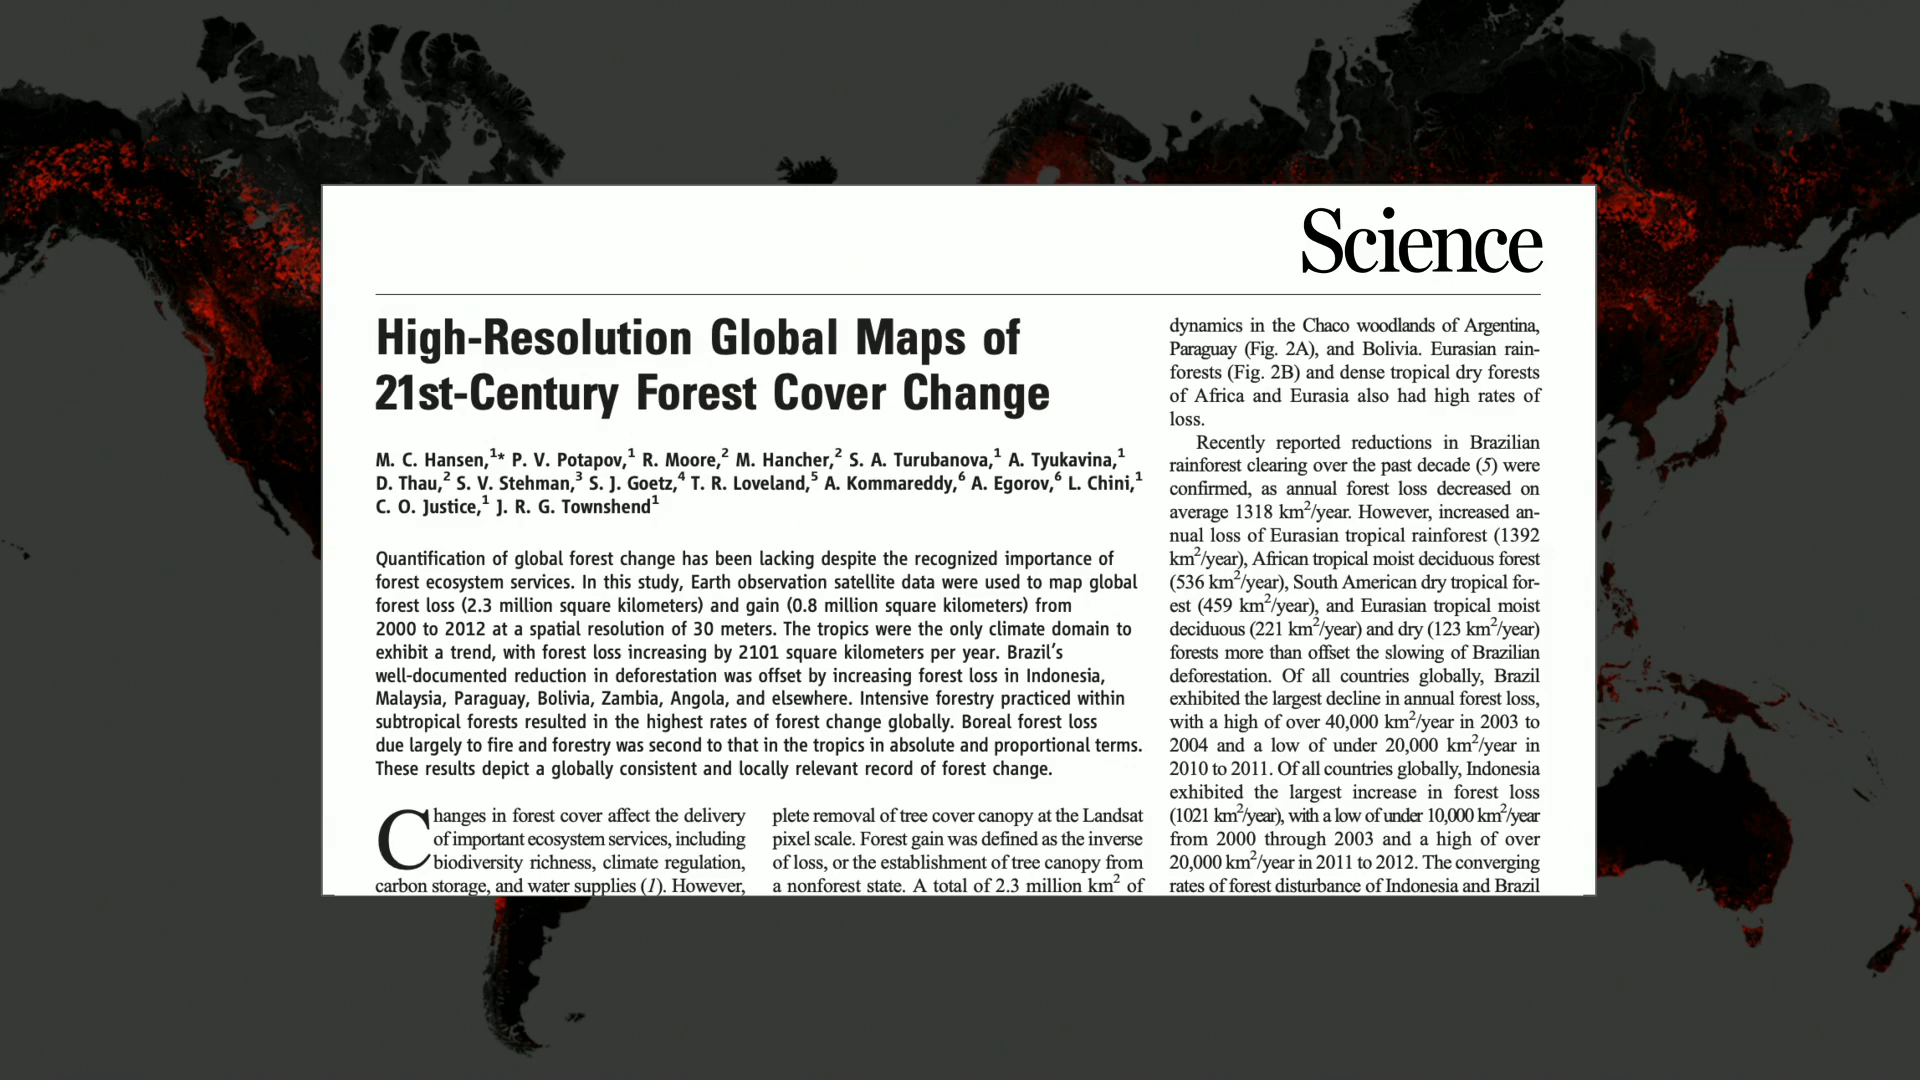 Science
High-Resolution Global Maps of
21st-Century Forest Cover Change
M. C. Hansen,¹* P. V. Potapov,¹ R. Moore,² M. Hancher,² S. A. Turubanova,¹ A. Tyukavina,¹
D. Thau,² S. V. Stehman,³ S. J. Goetz,⁴ T. R. Loveland,⁵ A. Kommareddy,⁶ A. Egorov,⁶ L. Chini,¹
C. O. Justice,¹ J. R. G. Townshend¹
Quantification of global forest change has been lacking despite the recognized importance of
forest ecosystem services. In this study, Earth observation satellite data were used to map global
forest loss (2.3 million square kilometers) and gain (0.8 million square kilometers) from
2000 to 2012 at a spatial resolution of 30 meters. The tropics were the only climate domain to
exhibit a trend, with forest loss increasing by 2101 square kilometers per year. Brazil’s
well-documented reduction in deforestation was offset by increasing forest loss in Indonesia,
Malaysia, Paraguay, Bolivia, Zambia, Angola, and elsewhere. Intensive forestry practiced within
subtropical forests resulted in the highest rates of forest change globally. Boreal forest loss
due largely to fire and forestry was second to that in the tropics in absolute and proportional terms.
These results depict a globally consistent and locally relevant record of forest change.
Changes in forest cover affect the delivery
of important ecosystem services, including
biodiversity richness, climate regulation,
carbon storage, and water supplies (1). However,
plete removal of tree cover canopy at the Landsat
pixel scale. Forest gain was defined as the inverse
of loss, or the establishment of tree canopy from
a nonforest state. A total of 2.3 million km² of
dynamics in the Chaco woodlands of Argentina,
Paraguay (Fig. 2A), and Bolivia. Eurasian rain-
forests (Fig. 2B) and dense tropical dry forests
of Africa and Eurasia also had high rates of
loss.
Recently reported reductions in Brazilian
rainforest clearing over the past decade (5) were
confirmed, as annual forest loss decreased on
average 1318 km²/year. However, increased an-
nual loss of Eurasian tropical rainforest (1392
km²/year), African tropical moist deciduous forest
(536 km²/year), South American dry tropical for-
est (459 km²/year), and Eurasian tropical moist
deciduous (221 km²/year) and dry (123 km²/year)
forests more than offset the slowing of Brazilian
deforestation. Of all countries globally, Brazil
exhibited the largest decline in annual forest loss,
with a high of over 40,000 km²/year in 2003 to
2004 and a low of under 20,000 km²/year in
2010 to 2011. Of all countries globally, Indonesia
exhibited the largest increase in forest loss
(1021 km²/year), with a low of under 10,000 km²/year
from 2000 through 2003 and a high of over
20,000 km²/year in 2011 to 2012. The converging
rates of forest disturbance of Indonesia and Brazil